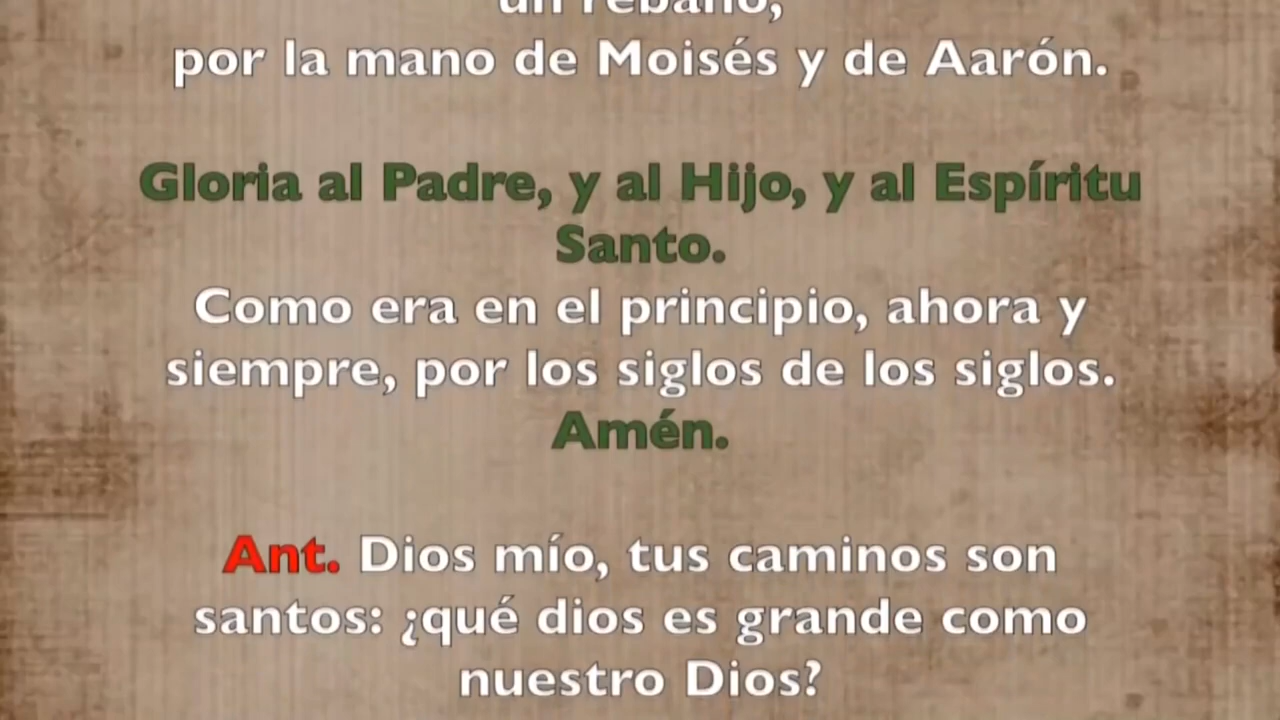 un rebaño,
por la mano de Moisés y de Aarón.
Gloria al Padre, y al Hijo, y al Espíritu
Santo.
Como era en el principio, ahora y
siempre, por los siglos de los siglos.
Amén.
Ant. Dios mío, tus caminos son
santos: ¿qué dios es grande como
nuestro Dios?